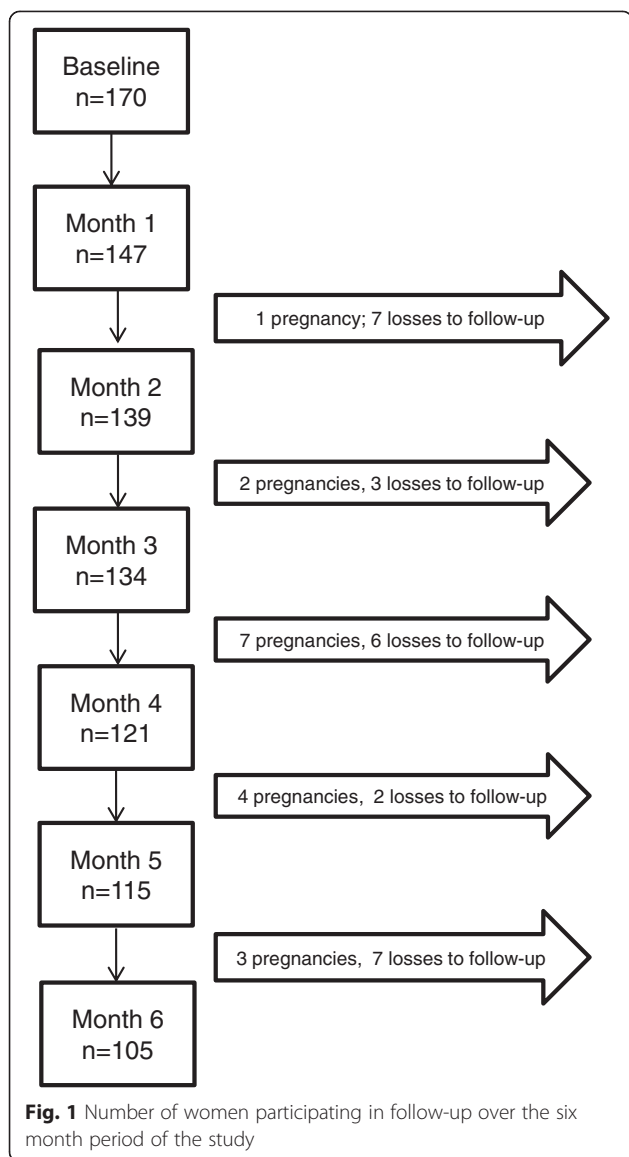 Baseline
n=170
Month 1
n=147
1 pregnancy; 7 losses to follow-up
Month 2
n=139
2 pregnancies, 3 losses to follow-up
Month 3
n=134
7 pregnancies, 6 losses to follow-up
Month 4
n=121
4 pregnancies, 2 losses to follow-up
Month 5
n=115
3 pregnancies, 7 losses to follow-up
Month 6
n=105
Fig. 1 Number of women participating in follow-up over the six
month period of the study